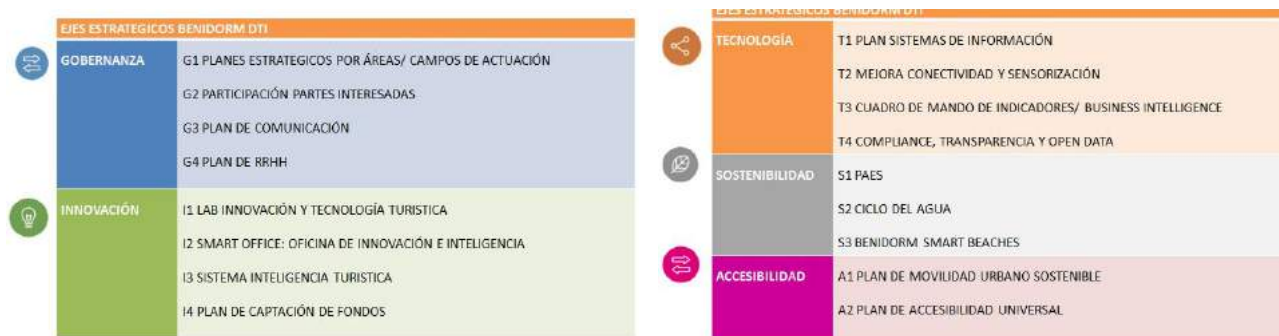 EJES ESTRATEGICOS BENIDORM DTI
GOBERNANZA
G1 PLANES ESTRATEGICOS POR ÁREAS/ CAMPOS DE ACTUACIÓN
G2 PARTICIPACIÓN PARTES INTERESADAS
G3 PLAN DE COMUNICACIÓN
G4 PLAN DE RRHH
INNOVACIÓN
I1 LAB INNOVACIÓN Y TECNOLOGÍA TURISTICA
I2 SMART OFFICE: OFICINA DE INNOVACIÓN E INTELIGENCIA
I3 SISTEMA INTELIGENCIA TURISTICA
I4 PLAN DE CAPTACIÓN DE FONDOS
EJES ESTRATEGICOS BENIDORM DTI
TECNOLOGÍA
T1 PLAN SISTEMAS DE INFORMACIÓN
T2 MEJORA CONECTIVIDAD Y SENSORIZACIÓN
T3 CUADRO DE MANDO DE INDICADORES/ BUSINESS INTELLIGENCE
T4 COMPLIANCE, TRANSPARENCIA Y OPEN DATA
SOSTENIBILIDAD
S1 PAES
S2 CICLO DEL AGUA
S3 BENIDORM SMART BEACHES
ACCESIBILIDAD
A1 PLAN DE MOVILIDAD URBANO SOSTENIBLE
A2 PLAN DE ACCESIBILIDAD UNIVERSAL